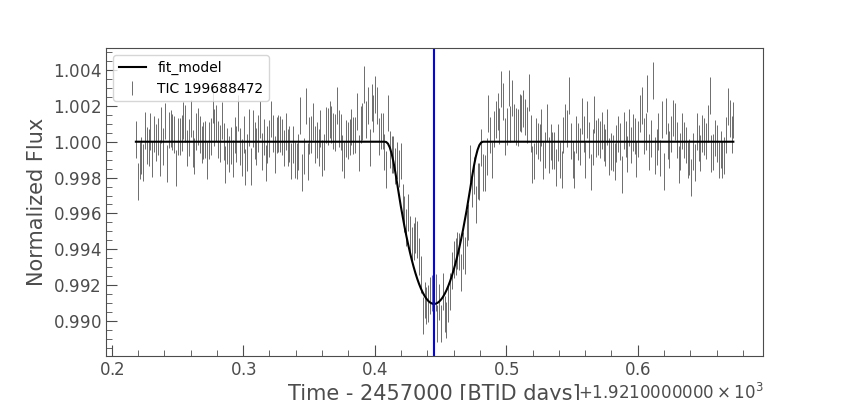 fit_model
TIC 199688472
1.004
1.002
1.000
0.998
0.996
0.994
0.992
0.990
Normalized Flux
0.2 0.3 0.4 0.5 0.6
Time - 2457000 [BTJD days]
+1.9210000000 × 10³